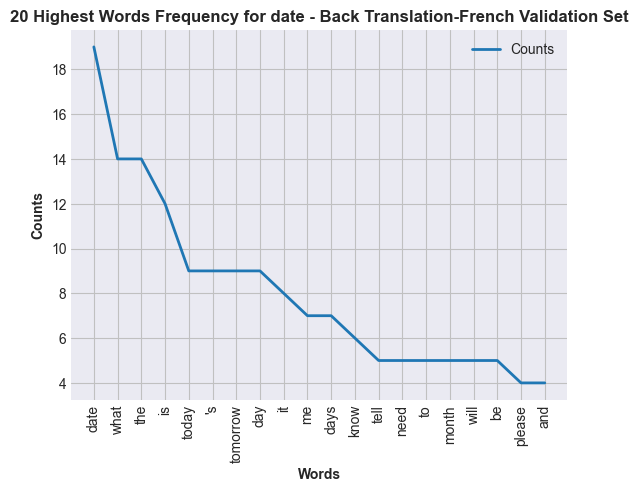 20 Highest Words Frequency for date - Back Translation-French Validation Set
Counts
Counts
18
16
14
12
10
8
6
4
date
what
the
is
today
's
tomorrow
day
it
me
days
know
tell
need
to
month
will
be
please
and
Words